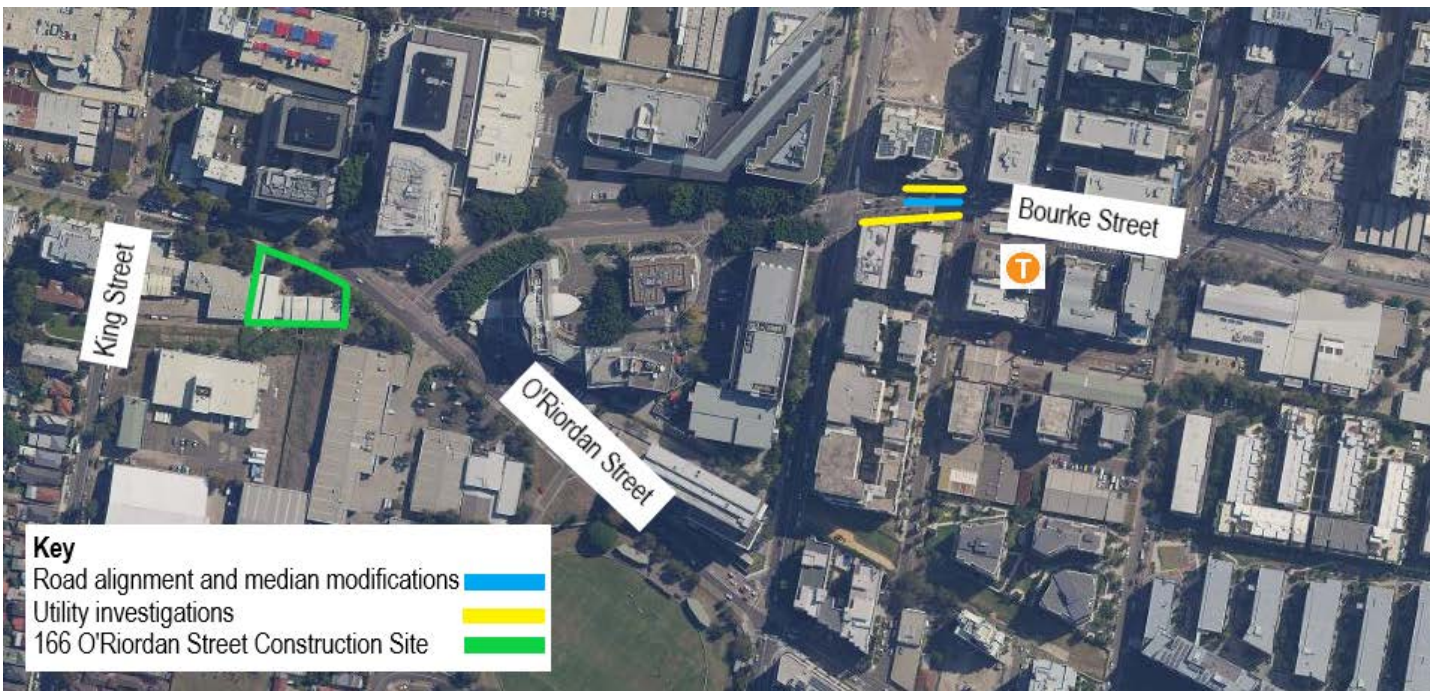 King Street
Bourke Street
T
O'Riordan Street
Key
Road alignment and median modifications
Utility investigations
166 O'Riordan Street Construction Site